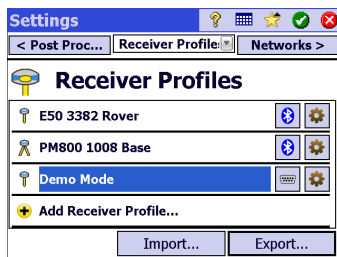 Settings
< Post Proc... Receiver Profile: Networks >
Receiver Profiles
E50 3382 Rover
PM800 1008 Base
Demo Mode
Add Receiver Profile...
Import... Export...